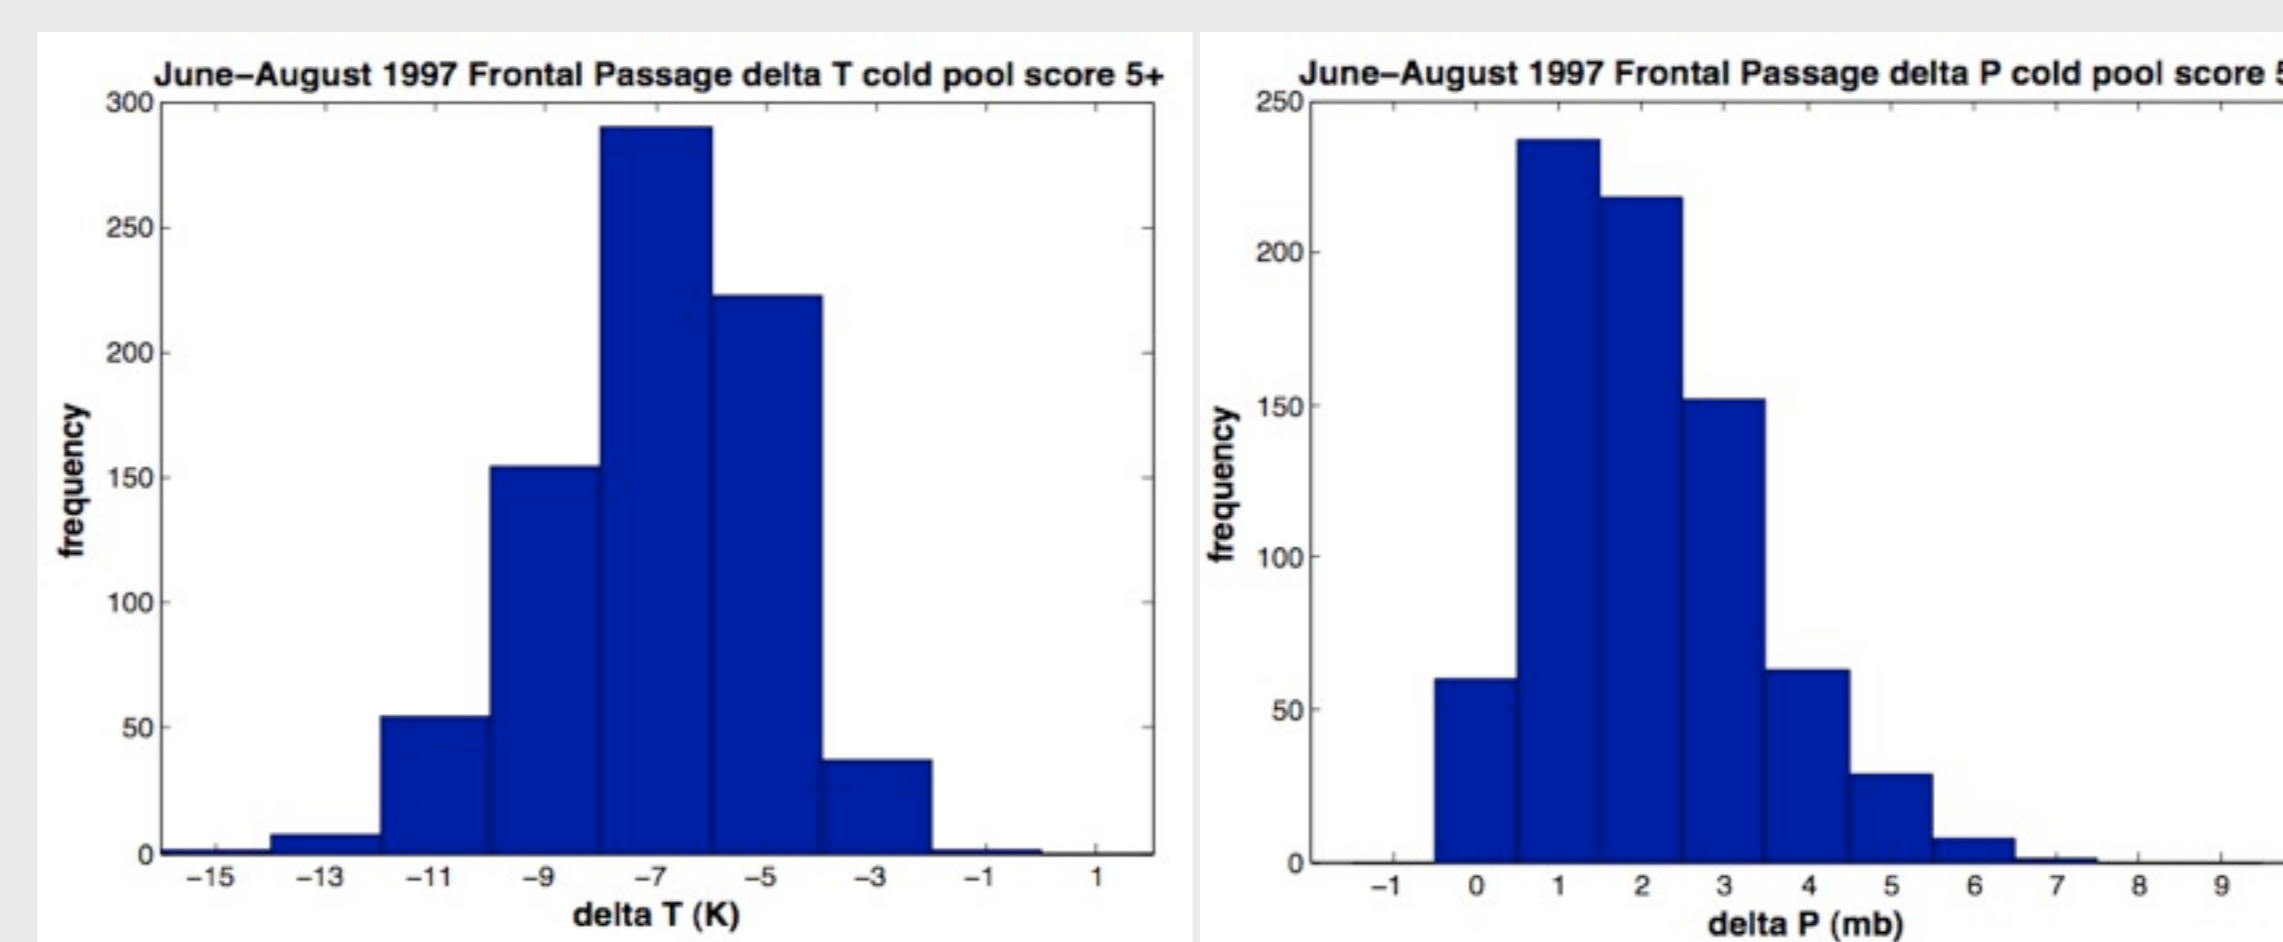 June–August 1997 Frontal Passage delta T cold pool score 5+
300
250
200
150
100
50
0
frequency
−15 −13 −11 −9 −7 −5 −3 −1 1
delta T (K)
June–August 1997 Frontal Passage delta P cold pool score 5
250
200
150
100
50
0
frequency
−1 0 1 2 3 4 5 6 7 8 9
delta P (mb)